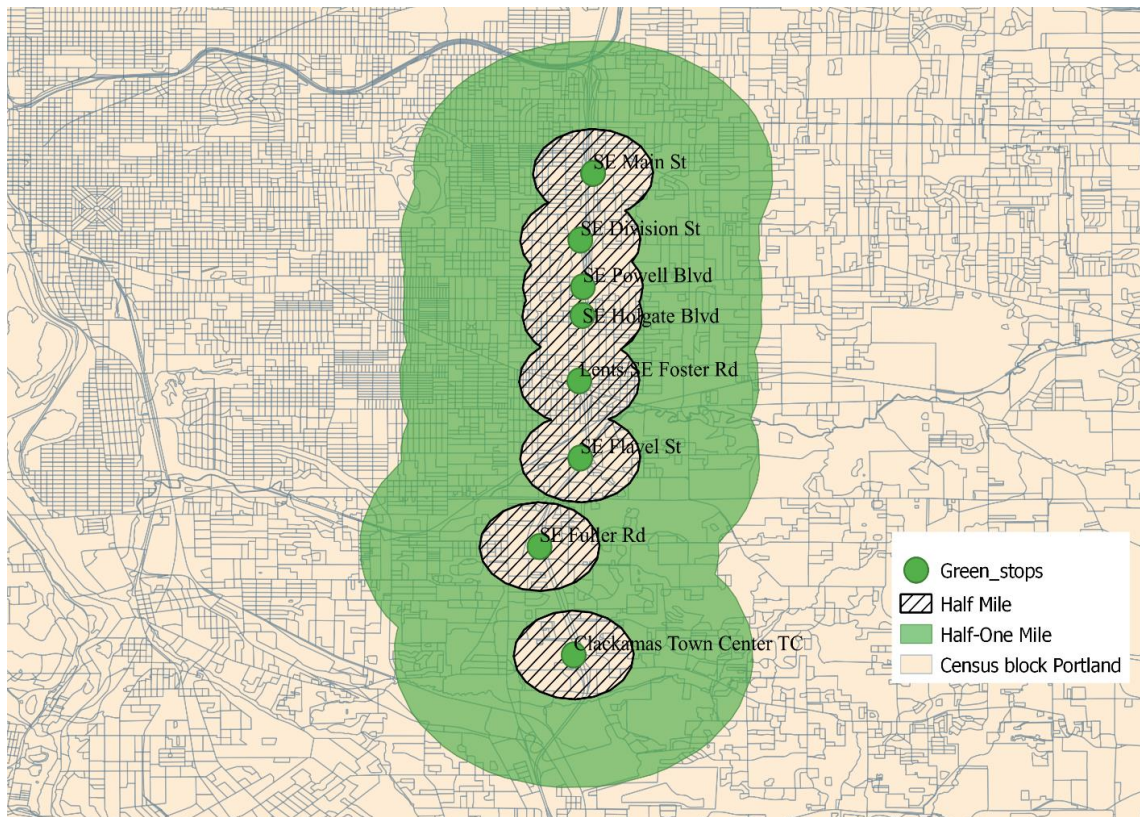 SE Main St
SE Division St
SE Powell Blvd
SE Holgate Blvd
Lents/SE Foster Rd
SE Flavel St
SE Fuller Rd
Clackamas Town Center TC
Green_stops
Half Mile
Half-One Mile
Census block Portland